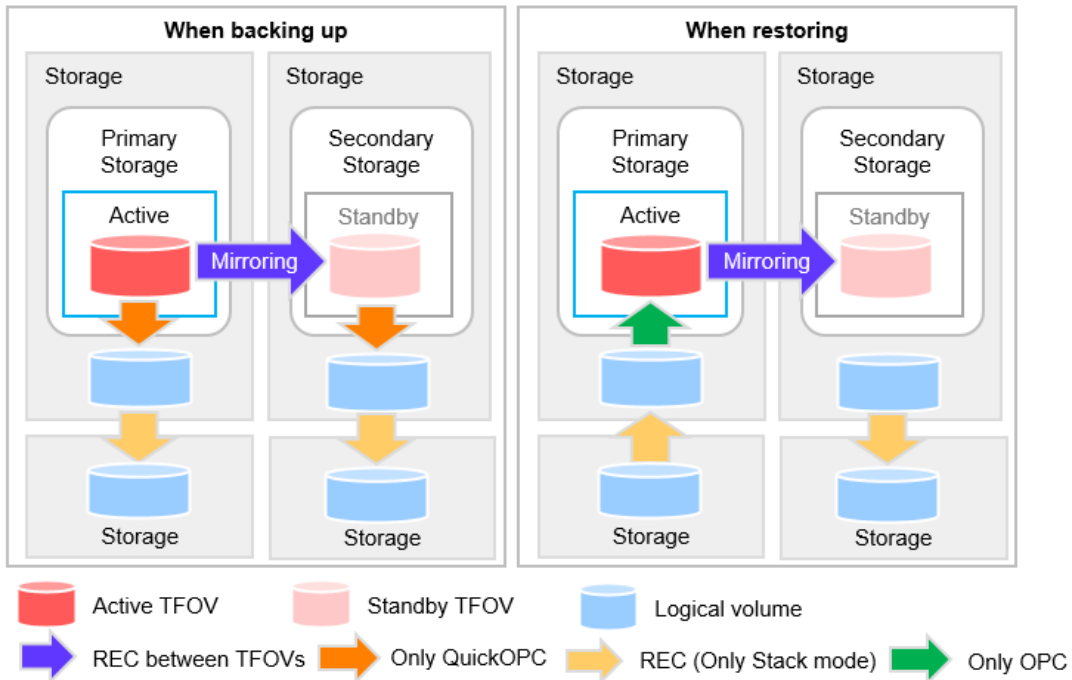 When backing up
Storage
Storage
Primary
Storage
Secondary
Storage
Active
Standby
Mirroring
Storage
Storage
When restoring
Storage
Storage
Primary
Storage
Secondary
Storage
Active
Standby
Mirroring
Storage
Storage
Active TFOV
Standby TFOV
Logical volume
REC between TFOVs
Only QuickOPC
REC (Only Stack mode)
Only OPC